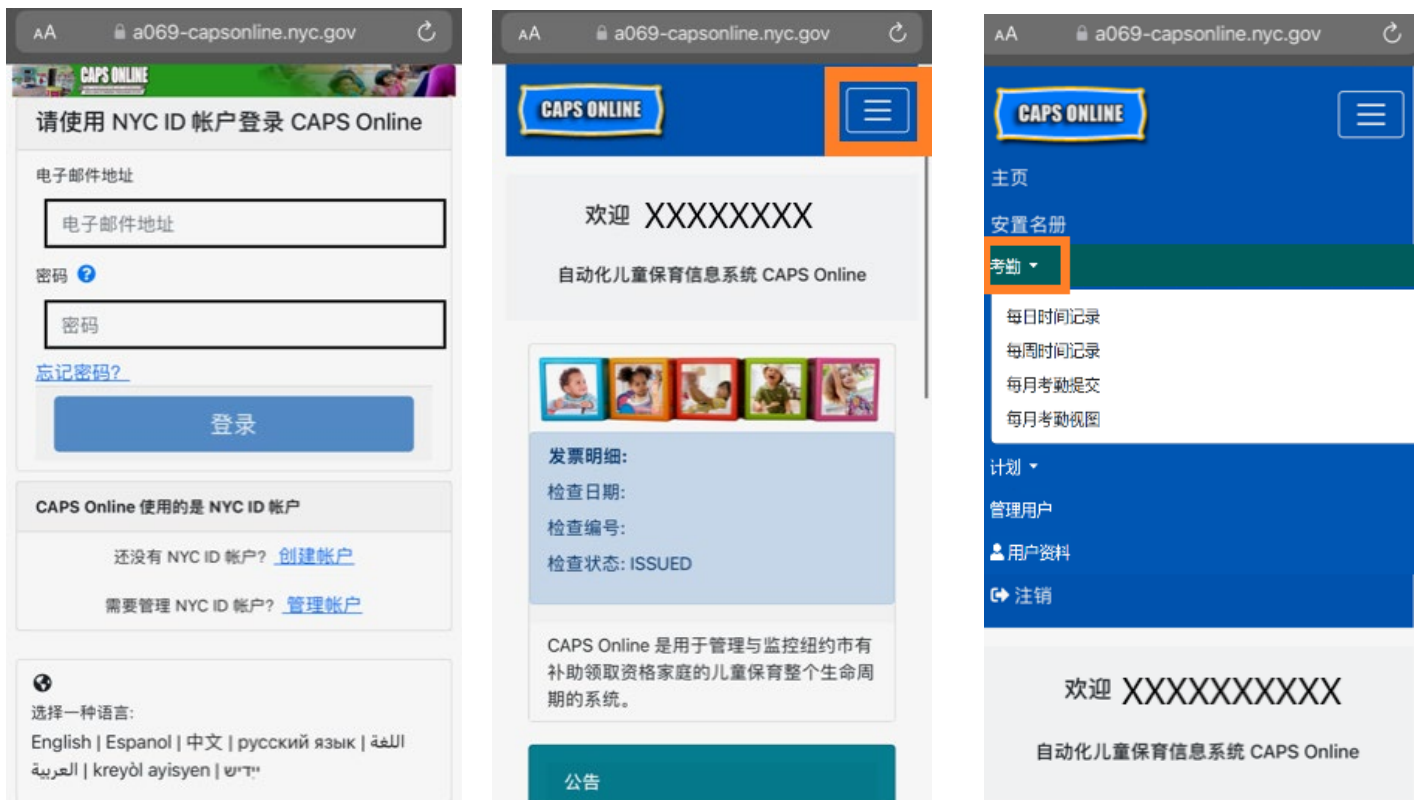 AA a069-capsonline.nyc.gov
CAPS ONLINE
请使用 NYC ID 帐户登录 CAPS Online
电子邮件地址
电子邮件地址
密码
密码
忘记密码?
登录
CAPS Online 使用的是 NYC ID 帐户
还没有 NYC ID 帐户? 创建帐户
需要管理 NYC ID 帐户? 管理帐户
选择一种语言:
English | Espanol | 中文 | русский язык | اللغة
العربية | kreyòl ayisyen | ייִדיש
AA a069-capsonline.nyc.gov
CAPS ONLINE
欢迎 XXXXXXXX
自动化儿童保育信息系统 CAPS Online
发票明细:
检查日期:
检查编号:
检查状态: ISSUED
CAPS Online 是用于管理与监控纽约市有
补助领取资格家庭的儿童保育整个生命周
期的系统。
公告
AA a069-capsonline.nyc.gov
CAPS ONLINE
主页
安置名册
考勤
每日时间记录
每周时间记录
每月考勤提交
每月考勤视图
计划
管理用户
用户资料
注销
欢迎 XXXXXXXXXX
自动化儿童保育信息系统 CAPS Online